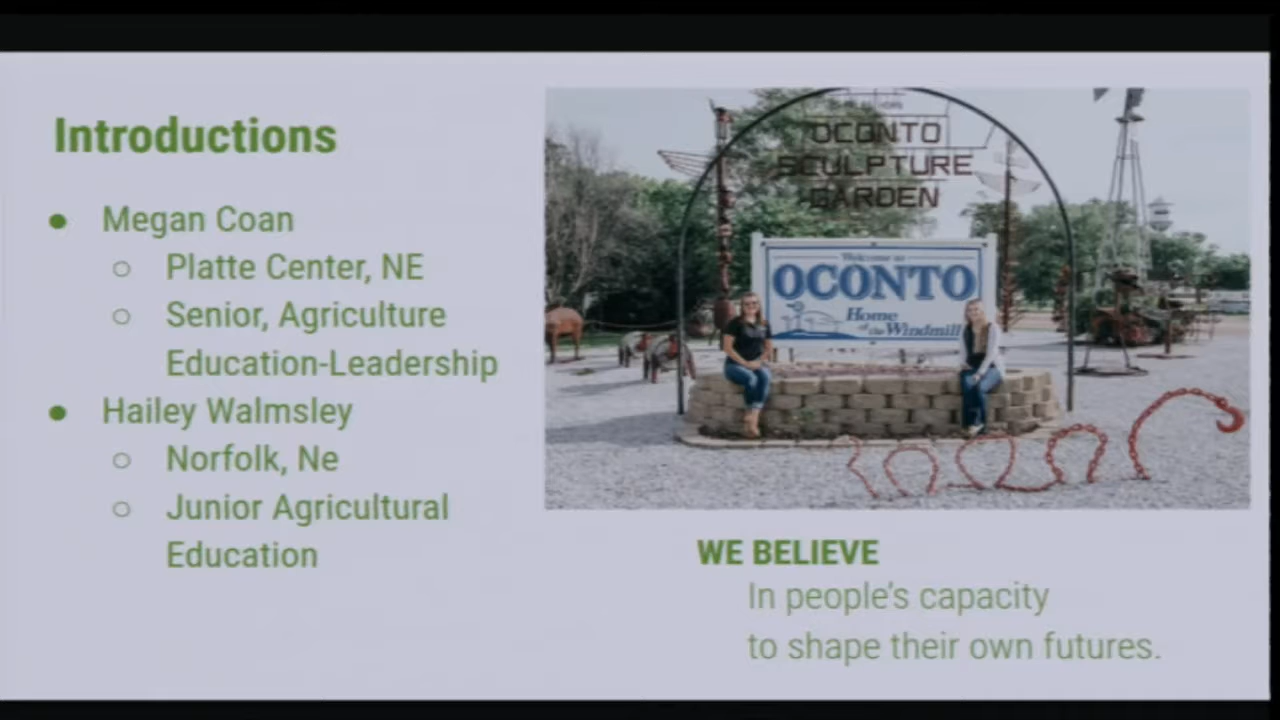 Introductions
● Megan Coan
○ Platte Center, NE
○ Senior, Agriculture
Education-Leadership
● Hailey Walmsley
○ Norfolk, Ne
○ Junior Agricultural
Education
OCONTO
SCULPTURE
GARDEN
Welcome to
OCONTO
Home
of the Windmill
WE BELIEVE
In people's capacity
to shape their own futures.